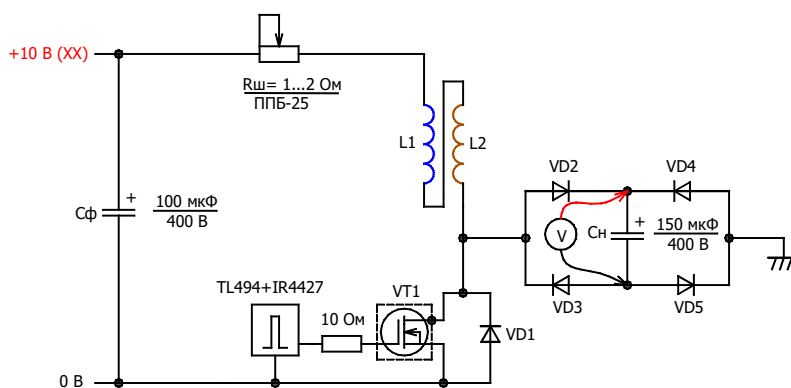 +10 В (XX)
Rш= 1...2 Ом
ППБ-25
L1
L2
VD2
VD4
Cф
+
100 мкФ
400 В
V
Cн
+
150 мкФ
400 В
TL494+IR4427
VT1
VD3
VD5
10 Ом
VD1
0 В